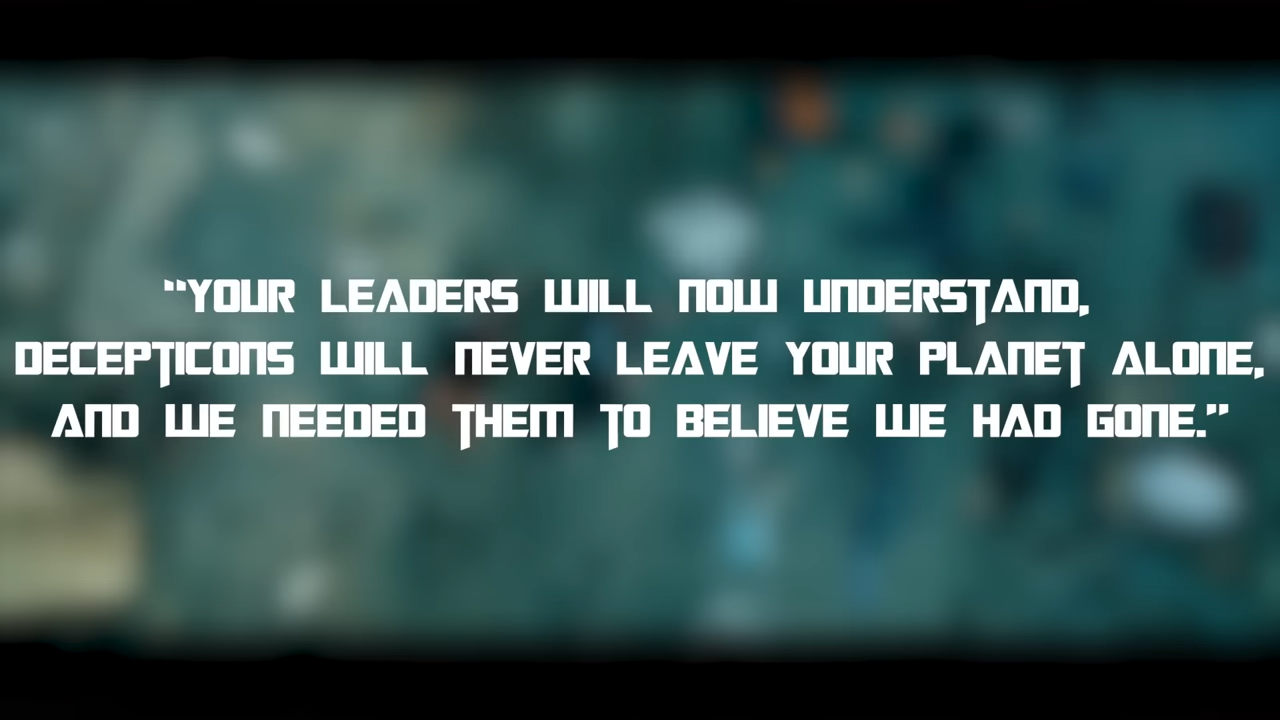 “YOUR LEADERS WILL NOW UNDERSTAND,
DECEPTICONS WILL NEVER LEAVE YOUR PLANET ALONE,
AND WE NEEDED THEM TO BELIEVE WE HAD GONE.”